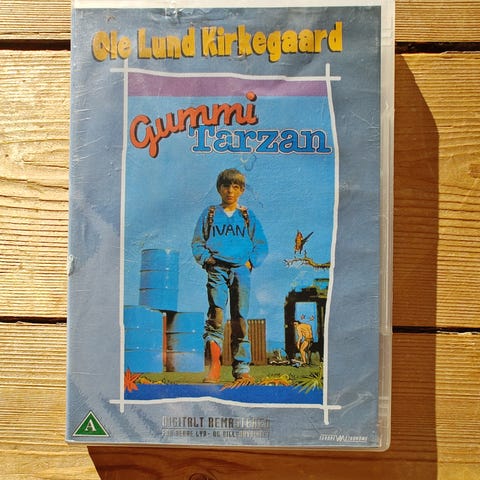 Ole Lund Kirkegaard
Gummi
Tarzan
IVAN
A
DIGITALT REMASTERED